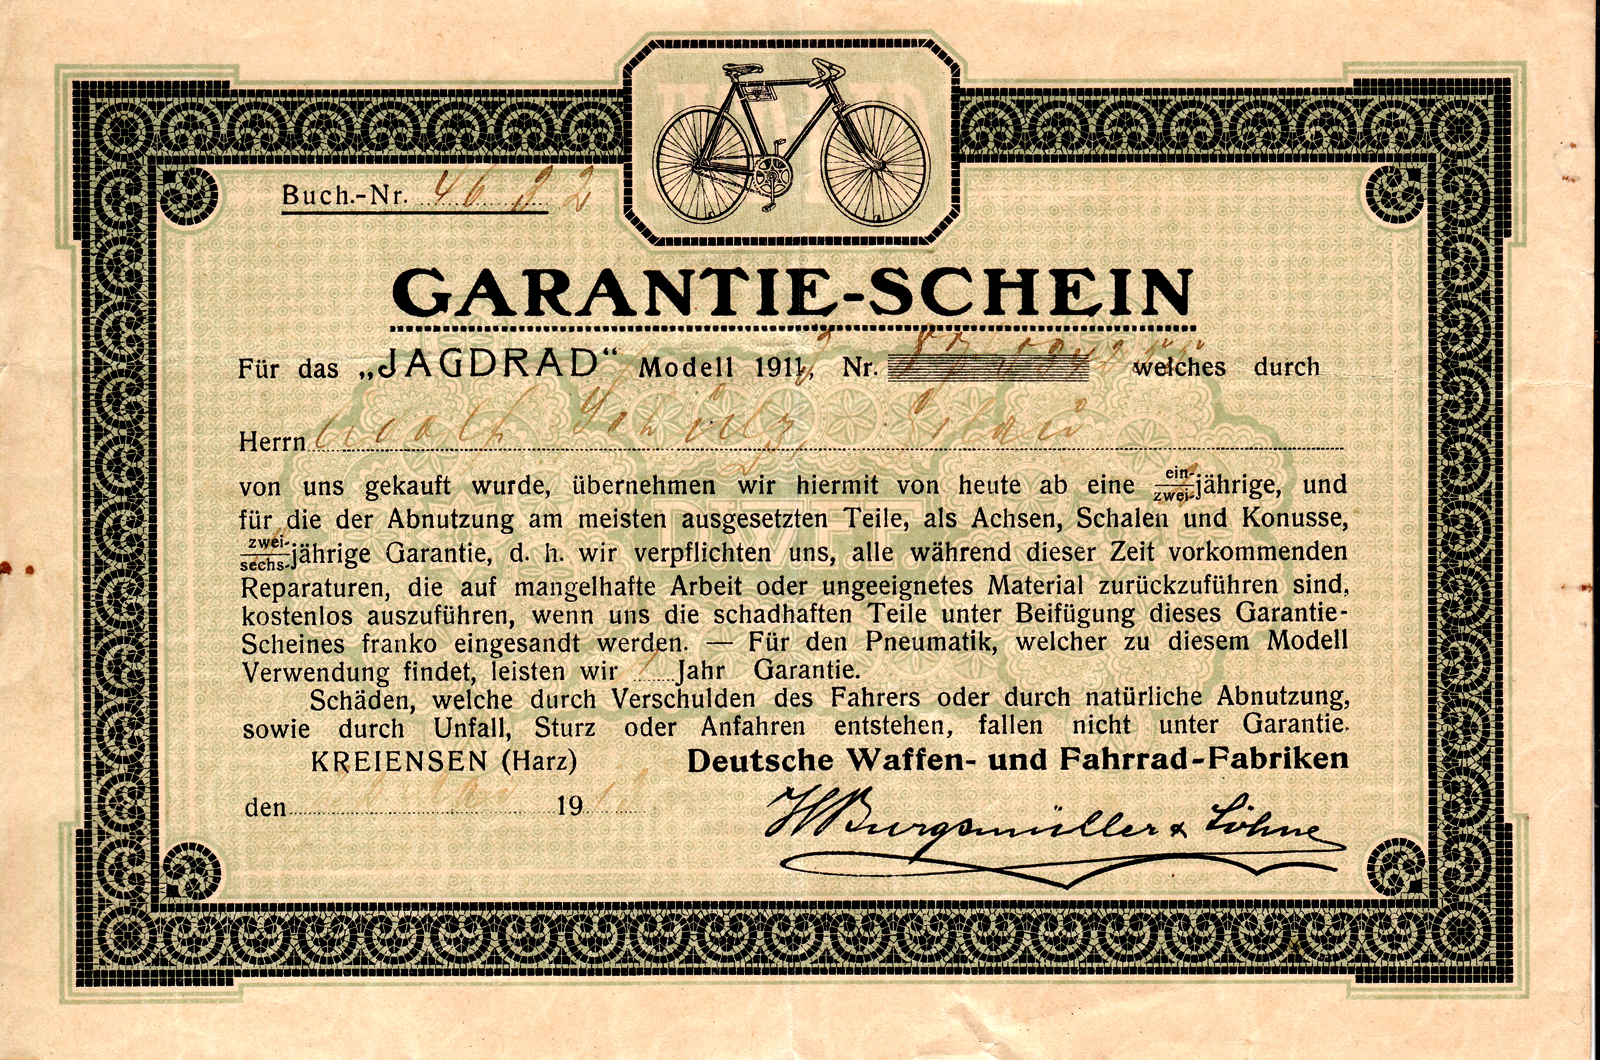 Buch.-Nr. 46 92
GARANTIE-SCHEIN
Für das „JAGDRAD“ Modell 1911, Nr. welches durch
Herrn
von uns gekauft wurde, übernehmen wir hiermit von heute ab eine ein-/zwei-jährige, und
für die der Abnutzung am meisten ausgesetzten Teile, als Achsen, Schalen und Konusse,
zwei-/sechs-jährige Garantie, d. h. wir verpflichten uns, alle während dieser Zeit vorkommenden
Reparaturen, die auf mangelhafte Arbeit oder ungeeignetes Material zurückzuführen sind,
kostenlos auszuführen, wenn uns die schadhaften Teile unter Beifügung dieses Garantie-
Scheines franko eingesandt werden. — Für den Pneumatik, welcher zu diesem Modell
Verwendung findet, leisten wir 1 Jahr Garantie.
Schäden, welche durch Verschulden des Fahrers oder durch natürliche Abnutzung,
sowie durch Unfall, Sturz oder Anfahren entstehen, fallen nicht unter Garantie.
KREIENSEN (Harz) Deutsche Waffen- und Fahrrad-Fabriken
den 19
HBurgsmüller & Söhne